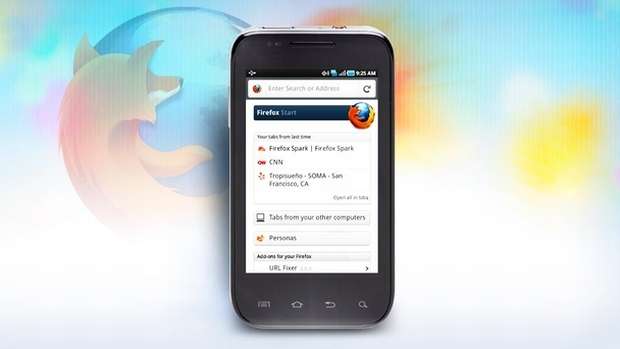 9:25 AM
Enter Search or Address
Firefox Start
Your tabs from last time
Firefox Spark | Firefox Spark
CNN
CNN
Tropisueño - SOMA - San
Francisco, CA
Open all in tabs
Tabs from your other computers
Personas
Add-ons for your Firefox
URL Fixer